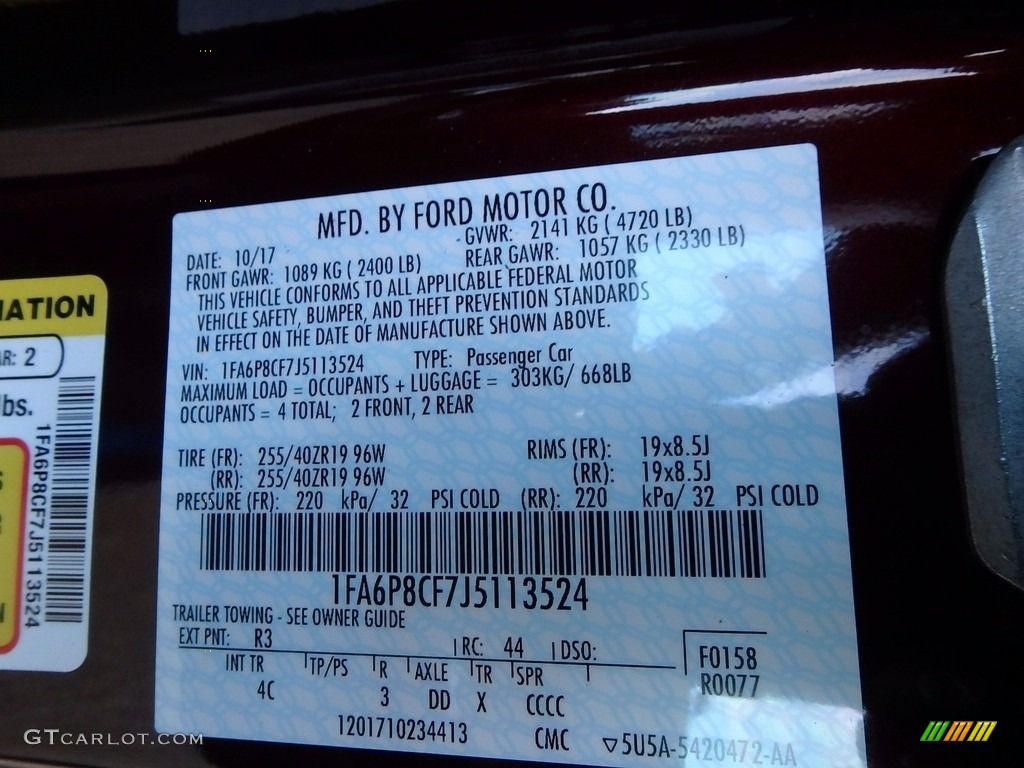 MFD. BY FORD MOTOR CO.
DATE: 10/17 GVWR: 2141 KG ( 4720 LB)
FRONT GAWR: 1089 KG ( 2400 LB) REAR GAWR: 1057 KG ( 2330 LB)
THIS VEHICLE CONFORMS TO ALL APPLICABLE FEDERAL MOTOR
VEHICLE SAFETY, BUMPER, AND THEFT PREVENTION STANDARDS
IN EFFECT ON THE DATE OF MANUFACTURE SHOWN ABOVE.
VIN: 1FA6P8CF7J5113524 TYPE: Passenger Car
MAXIMUM LOAD = OCCUPANTS + LUGGAGE = 303KG/ 668LB
OCCUPANTS = 4 TOTAL; 2 FRONT, 2 REAR
TIRE (FR): 255/40ZR19 96W RIMS (FR): 19x8.5J
(RR): 255/40ZR19 96W (RR): 19x8.5J
PRESSURE (FR): 220 kPa/ 32 PSI COLD (RR): 220 kPa/ 32 PSI COLD
1FA6P8CF7J5113524
TRAILER TOWING - SEE OWNER GUIDE
EXT PNT: R3 RC: 44 DSO:
INT TR TP/PS R AXLE TR SPR
4C 3 DD X CCCC
F0158
R0077
1201710234413 CMC 5U5A-5420472-AA
MATION
AR: 2
lbs.
1FA6P8CF7J5113524
GTCARLOT.COM